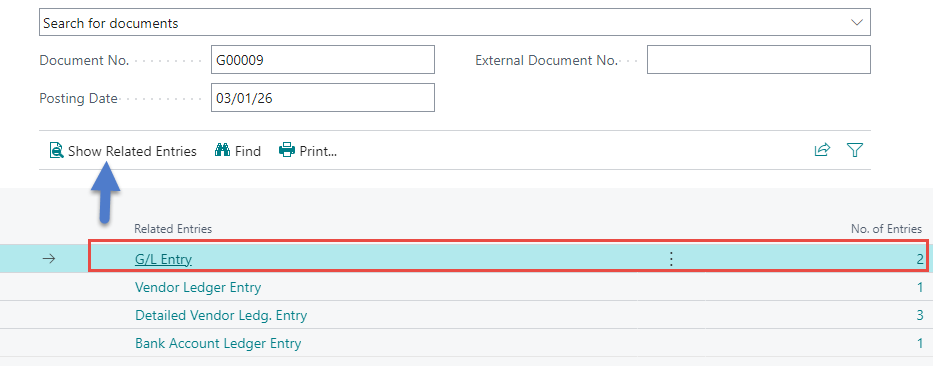 Search for documents
Document No. G00009 External Document No.
Posting Date 03/01/26
Show Related Entries Find Print...
Related Entries No. of Entries
G/L Entry 2
Vendor Ledger Entry 1
Detailed Vendor Ledg. Entry 3
Bank Account Ledger Entry 1